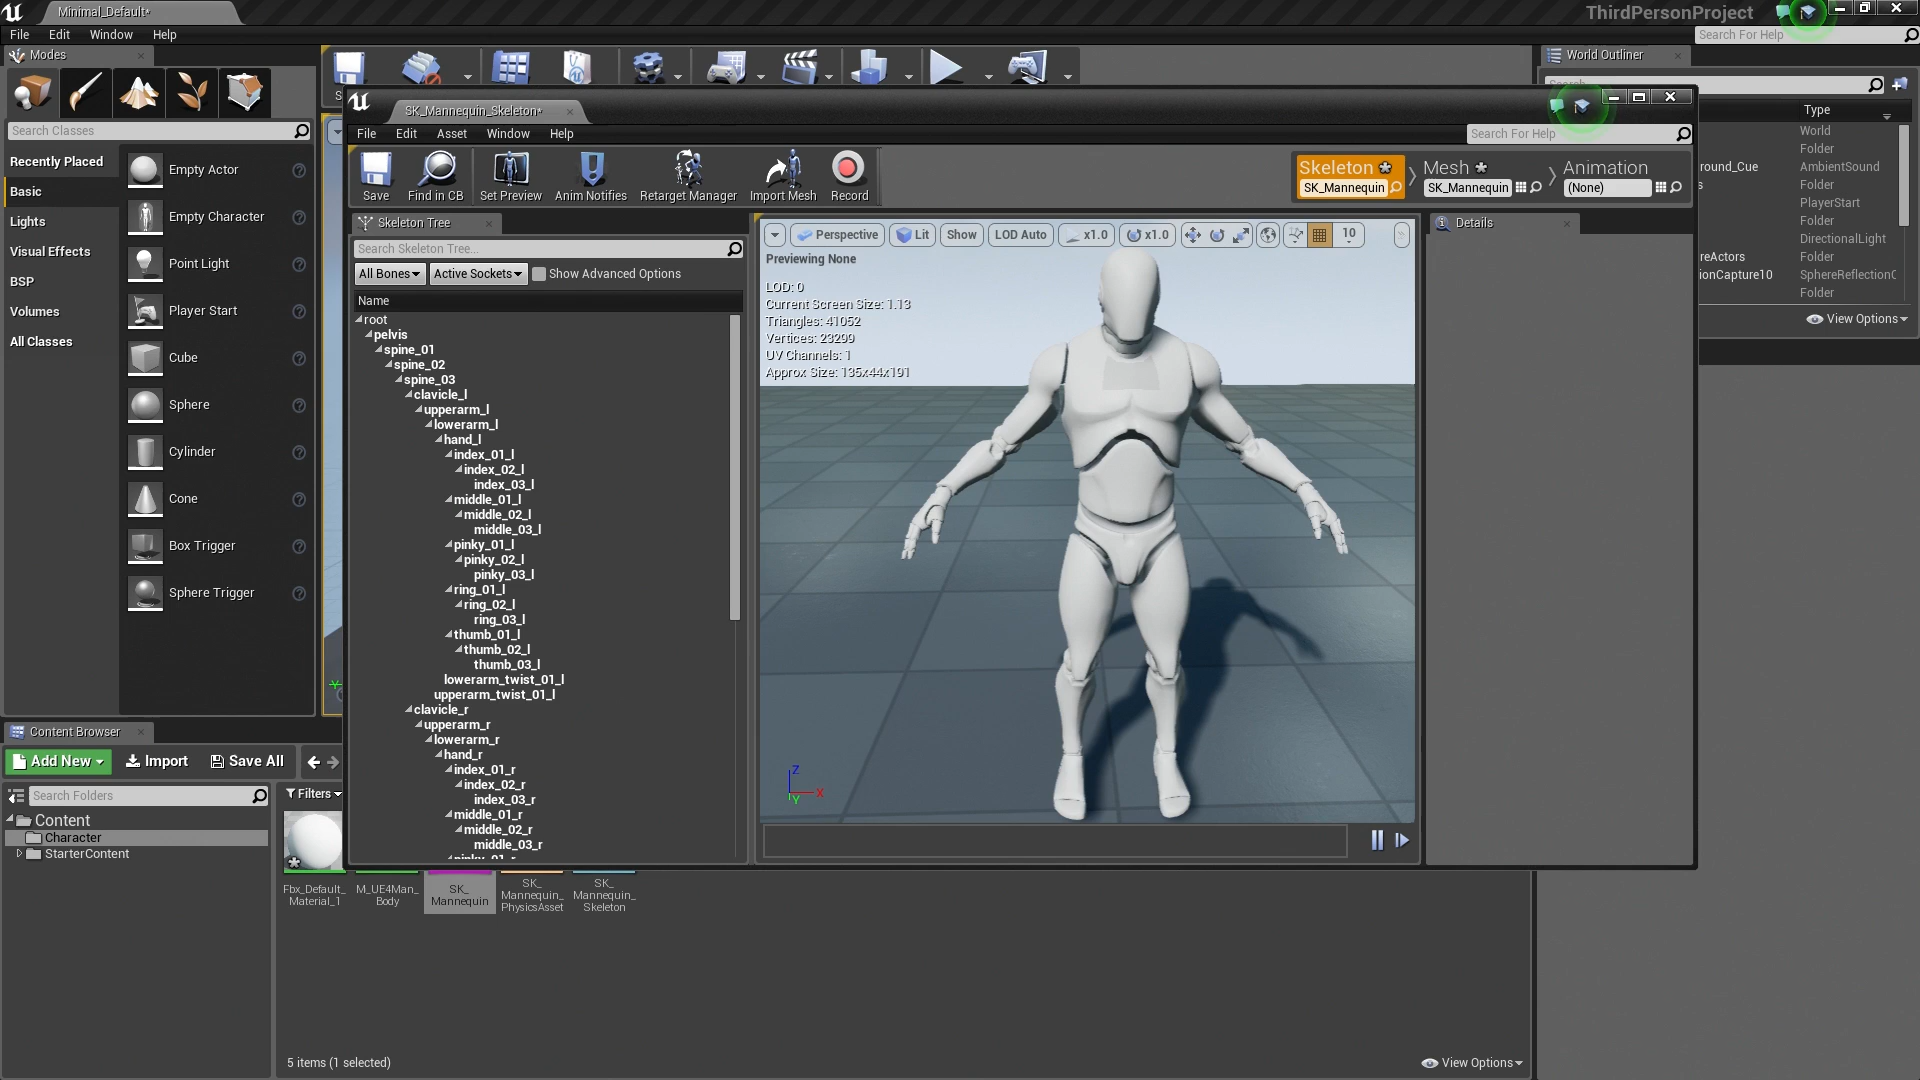 Minimal_Default*
ThirdPersonProject
File Edit Window Help
Search For Help
Modes
World Outliner
Search Classes
Recently Placed
Basic
Lights
Visual Effects
BSP
Volumes
All Classes
Empty Actor
Empty Character
Point Light
Player Start
Cube
Sphere
Cylinder
Cone
Box Trigger
Sphere Trigger
SK_Mannequin_Skeleton*
File Edit Asset Window Help
Search For Help
Save
Find in CB
Set Preview
Anim Notifies
Retarget Manager
Import Mesh
Record
Skeleton
SK_Mannequin
Mesh
SK_Mannequin
Animation
(None)
Skeleton Tree
Search Skeleton Tree...
All Bones
Active Sockets
Show Advanced Options
Name
root
pelvis
spine_01
spine_02
spine_03
clavicle_l
upperarm_l
lowerarm_l
hand_l
index_01_l
index_02_l
index_03_l
middle_01_l
middle_02_l
middle_03_l
pinky_01_l
pinky_02_l
pinky_03_l
ring_01_l
ring_02_l
ring_03_l
thumb_01_l
thumb_02_l
thumb_03_l
lowerarm_twist_01_l
upperarm_twist_01_l
clavicle_r
upperarm_r
lowerarm_r
hand_r
index_01_r
index_02_r
index_03_r
middle_01_r
middle_02_r
middle_03_r
pinky_01_r
Perspective
Lit
Show
LOD Auto
x1.0
x1.0
10
Previewing None
LOD: 0
Current Screen Size: 1.13
Triangles: 41052
Vertices: 23299
UV Channels: 1
Approx Size: 135x44x191
Z
X
Y
Details
Type
World
Folder
round_Cue AmbientSound
s Folder
PlayerStart
Folder
DirectionalLight
reActors Folder
ionCapture10 SphereReflectionC
Folder
View Options
Content Browser
Add New
Import
Save All
Search Folders
Filters
Content
Character
StarterContent
Fbx_Default_
Material_1
M_UE4Man_
Body
SK_
Mannequin
SK_
Mannequin_
PhysicsAsset
SK_
Mannequin_
Skeleton
5 items (1 selected)
View Options